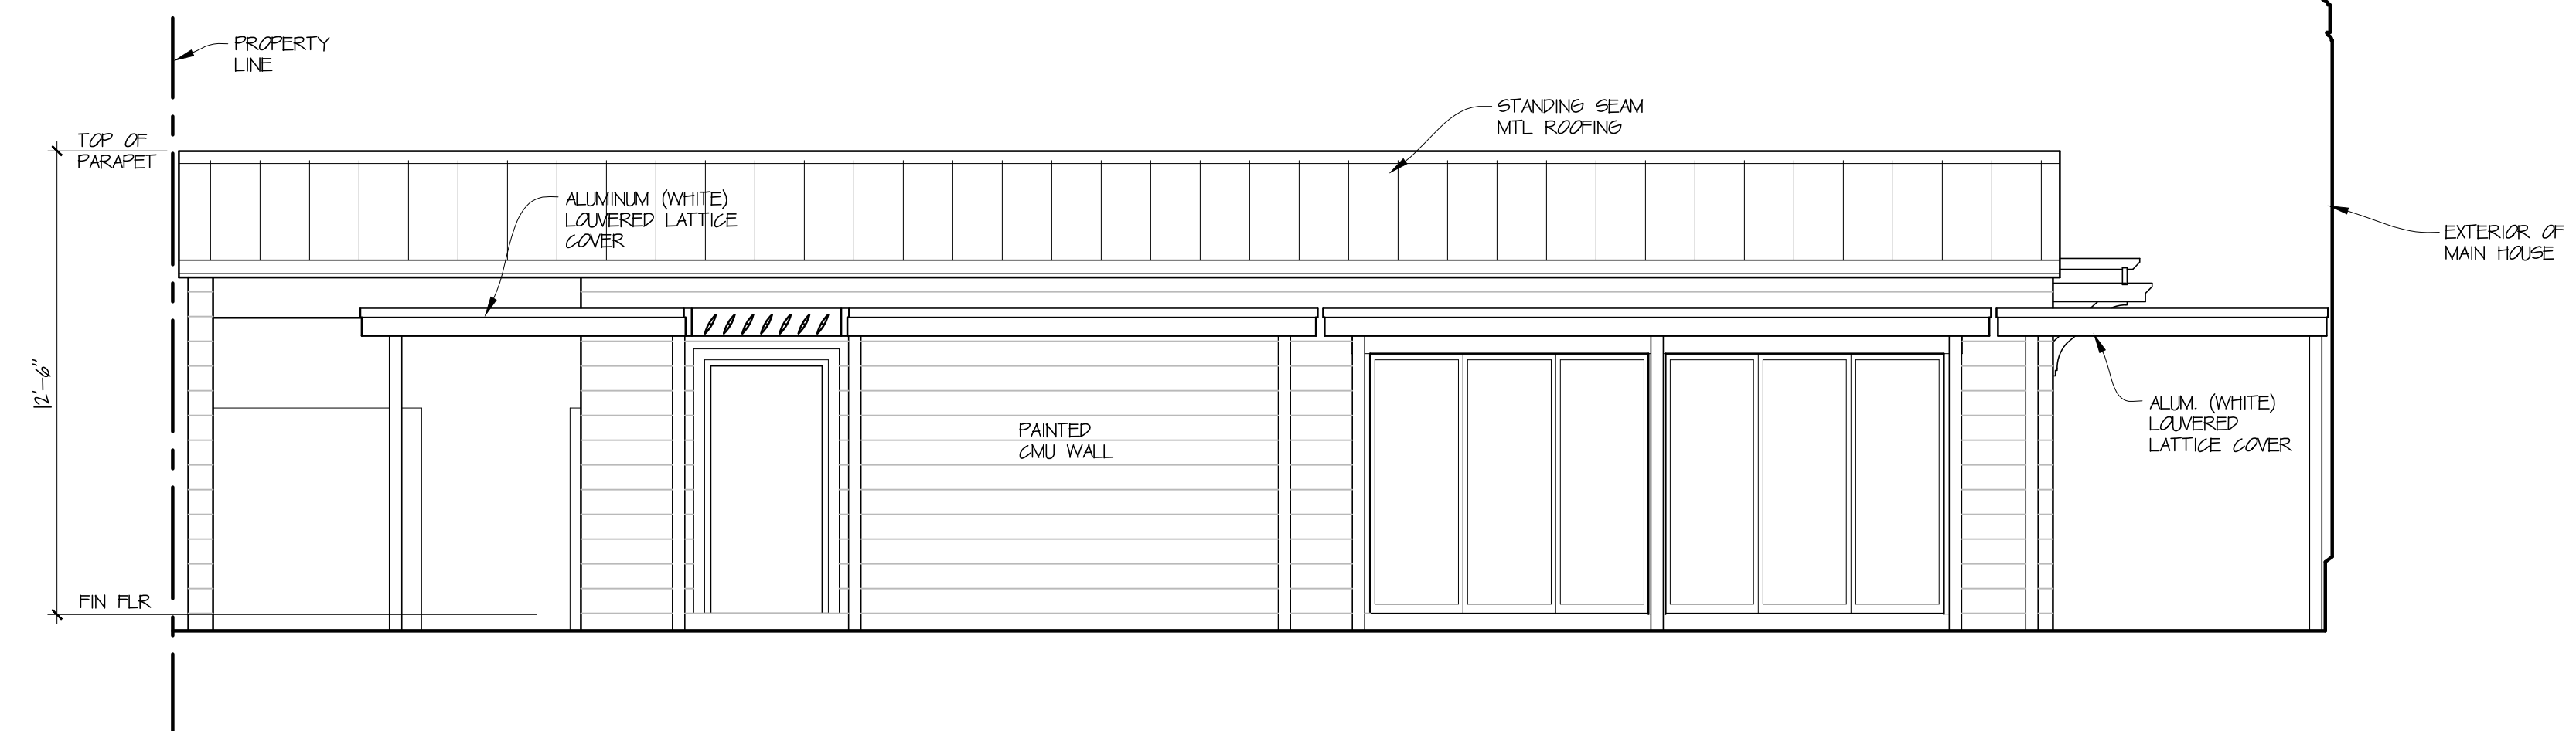 PROPERTY
LINE
STANDING SEAM
MTL ROOFING
TOP OF
PARAPET
ALUMINUM (WHITE)
LOUVERED LATTICE
COVER
EXTERIOR OF
MAIN HOUSE
12'-6"
ALUM. (WHITE)
LOUVERED
LATTICE COVER
PAINTED
CMU WALL
FIN FLR